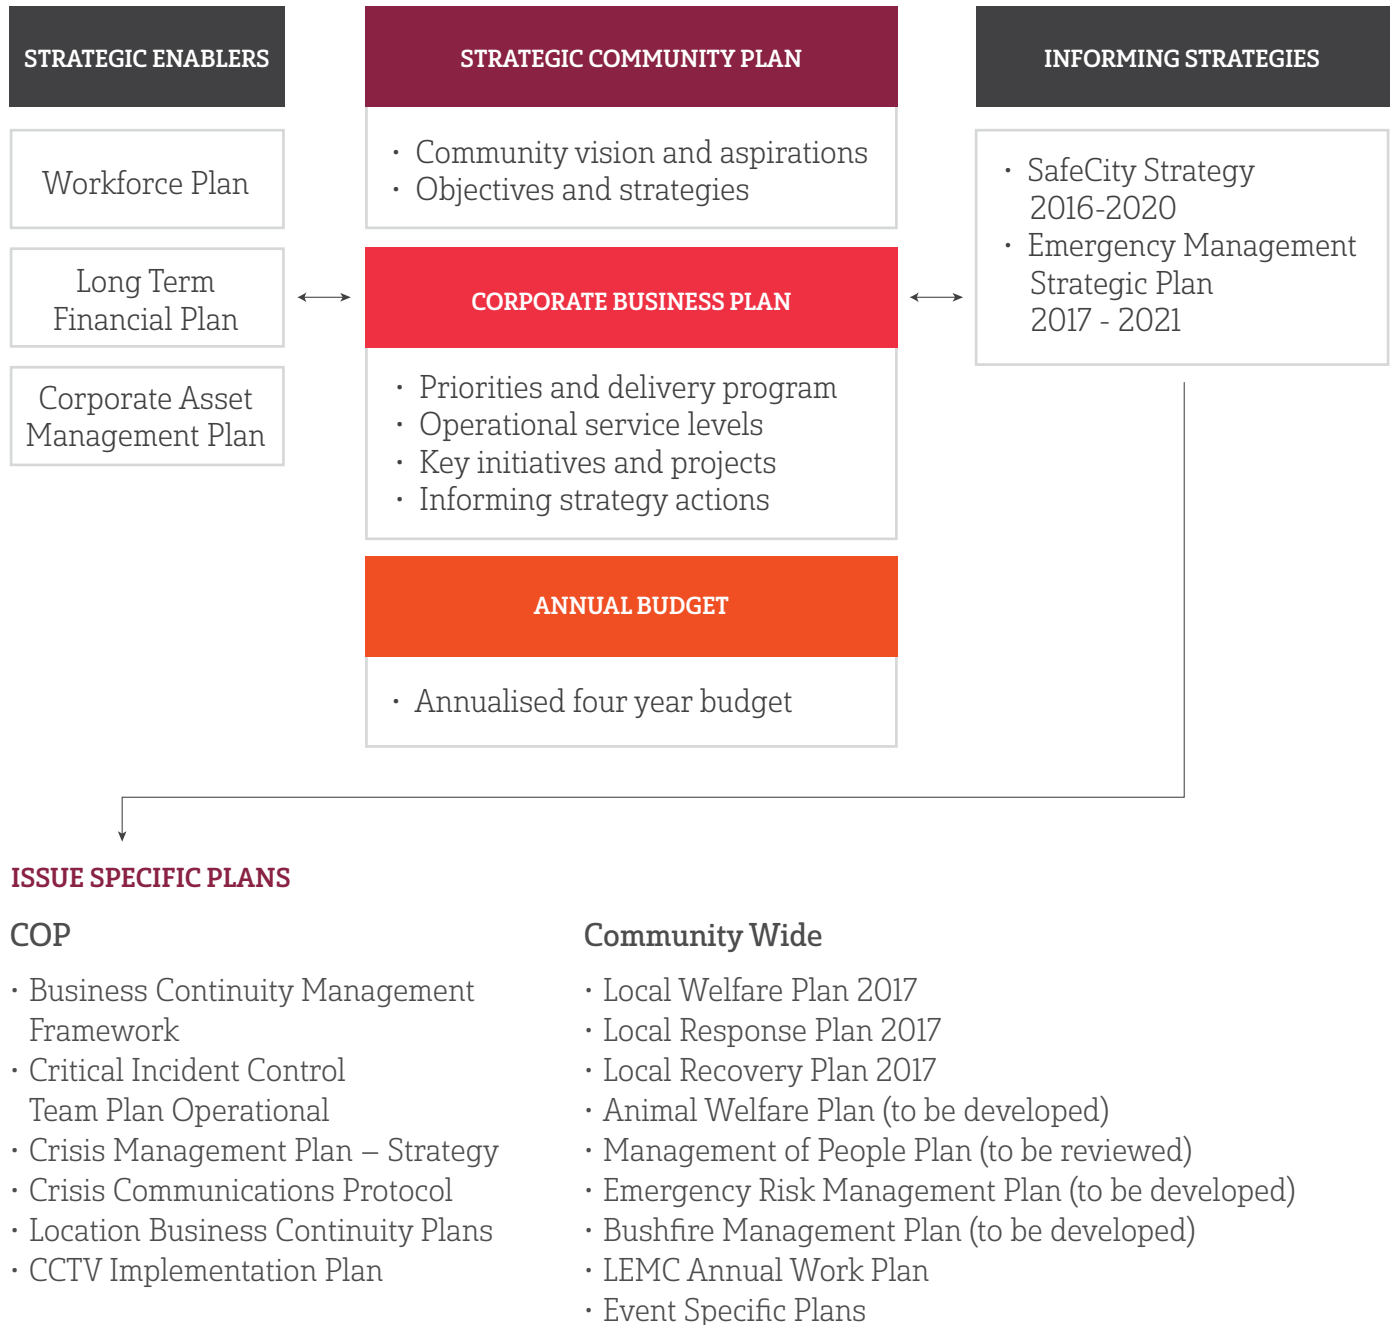 STRATEGIC ENABLERS
Workforce Plan
Long Term
Financial Plan
Corporate Asset
Management Plan
STRATEGIC COMMUNITY PLAN
· Community vision and aspirations
· Objectives and strategies
CORPORATE BUSINESS PLAN
· Priorities and delivery program
· Operational service levels
· Key initiatives and projects
· Informing strategy actions
ANNUAL BUDGET
· Annualised four year budget
INFORMING STRATEGIES
· SafeCity Strategy
2016-2020
· Emergency Management
Strategic Plan
2017 - 2021
ISSUE SPECIFIC PLANS
COP
· Business Continuity Management
Framework
· Critical Incident Control
Team Plan Operational
· Crisis Management Plan – Strategy
· Crisis Communications Protocol
· Location Business Continuity Plans
· CCTV Implementation Plan
Community Wide
· Local Welfare Plan 2017
· Local Response Plan 2017
· Local Recovery Plan 2017
· Animal Welfare Plan (to be developed)
· Management of People Plan (to be reviewed)
· Emergency Risk Management Plan (to be developed)
· Bushfire Management Plan (to be developed)
· LEMC Annual Work Plan
· Event Specific Plans